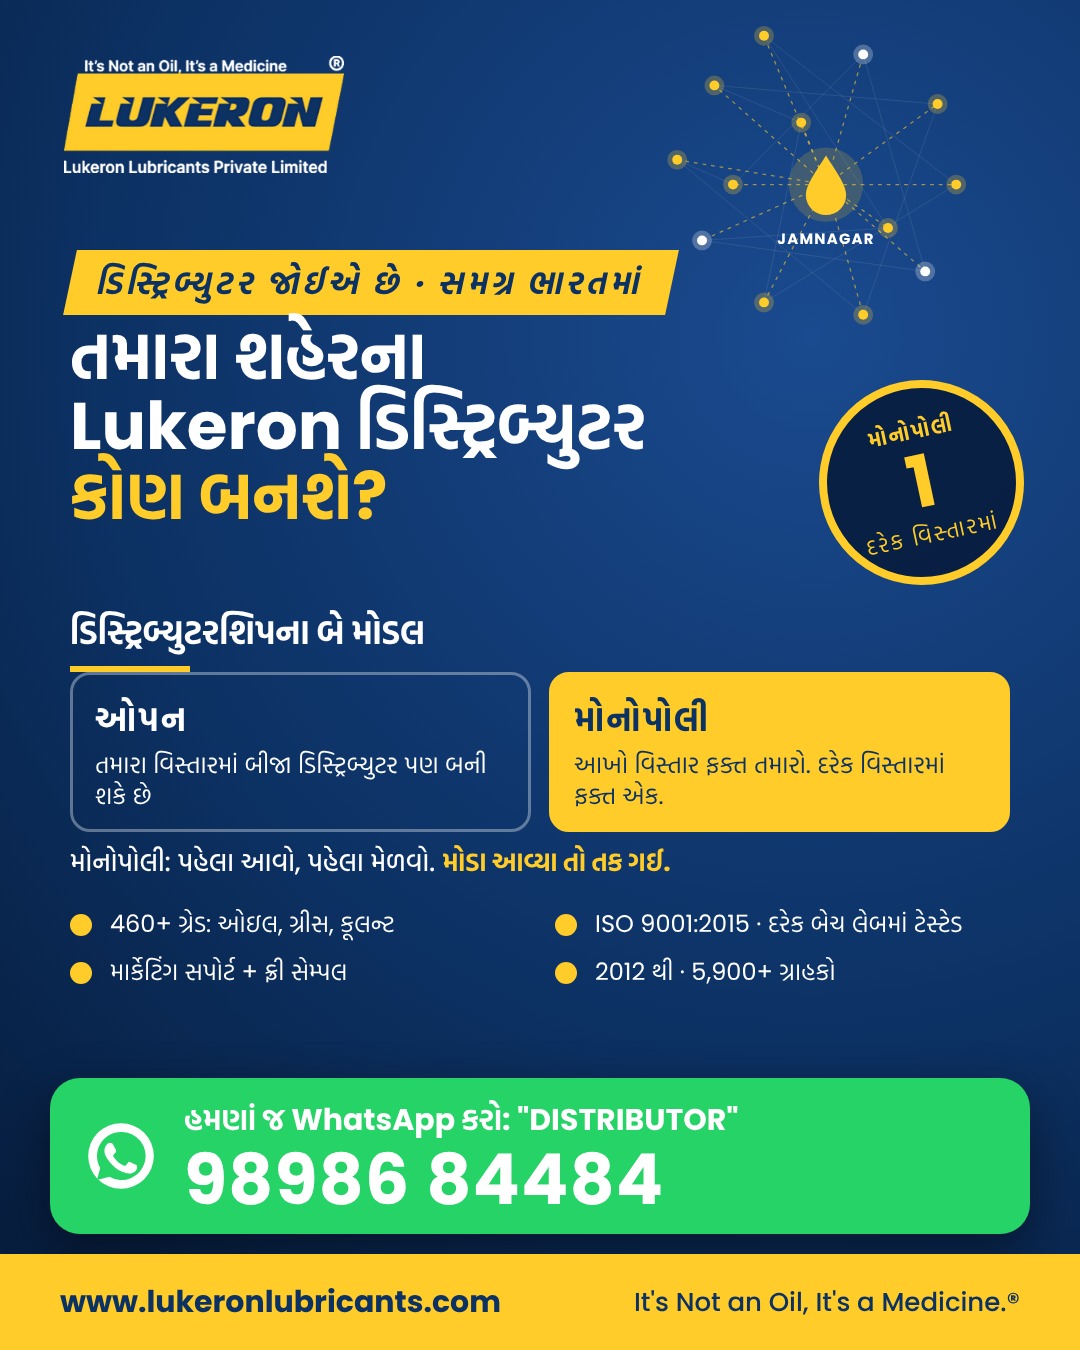 It's Not an Oil, It's a Medicine ®
LUKERON
Lukeron Lubricants Private Limited
JAMNAGAR
ડિસ્ટ્રિબ્યુટર જોઈએ છે · સમગ્ર ભારતમાં
તમારા શહેરના
Lukeron ડિસ્ટ્રિબ્યુટર
કોણ બનશે?
મોનોપોલી
1
દરેક વિસ્તારમાં
ડિસ્ટ્રિબ્યુટરશિપના બે મોડલ
ઓપન
તમારા વિસ્તારમાં બીજા ડિસ્ટ્રિબ્યુટર પણ બની
શકે છે
મોનોપોલી
આખો વિસ્તાર ફક્ત તમારો. દરેક વિસ્તારમાં
ફક્ત એક.
મોનોપોલી: પહેલા આવો, પહેલા મેળવો. મોડા આવ્યા તો તક ગઈ.
460+ ગ્રેડ: ઓઇલ, ગ્રીસ, કૂલન્ટ
ISO 9001:2015 · દરેક બેચ લેબમાં ટેસ્ટેડ
માર્કેટિંગ સપોર્ટ + ફ્રી સેમ્પલ
2012 થી · 5,900+ ગ્રાહકો
હમણાં જ WhatsApp કરો: "DISTRIBUTOR"
98986 84484
www.lukeronlubricants.com
It's Not an Oil, It's a Medicine.®